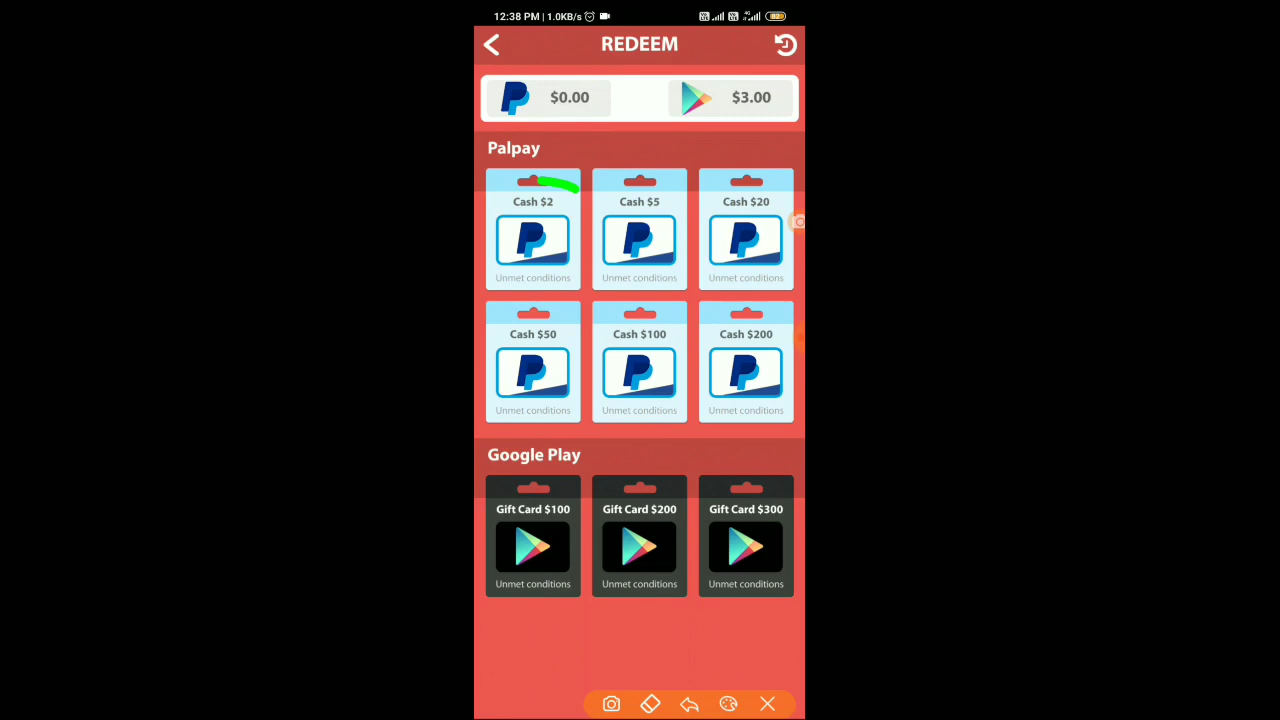 12:38 PM | 1.0KB/s
82
REDEEM
$0.00
$3.00
Palpay
Cash $2
Cash $5
Cash $20
Unmet conditions
Unmet conditions
Unmet conditions
Cash $50
Cash $100
Cash $200
Unmet conditions
Unmet conditions
Unmet conditions
Google Play
Gift Card $100
Gift Card $200
Gift Card $300
Unmet conditions
Unmet conditions
Unmet conditions